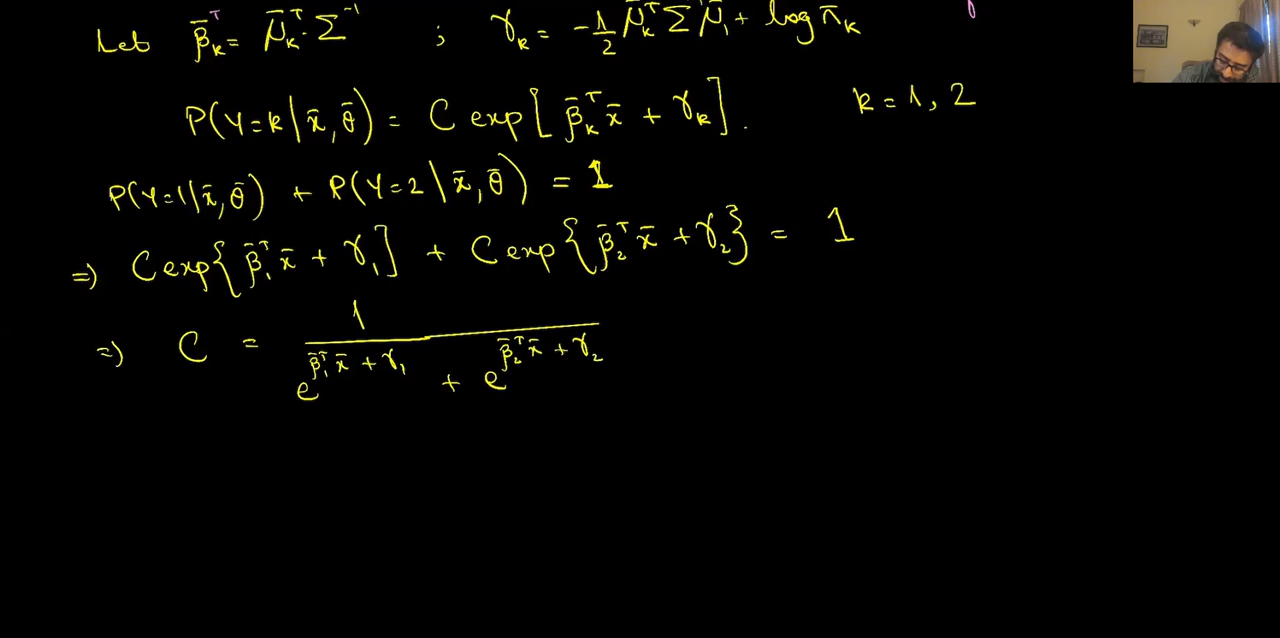 Let β̄ₖᵀ = μ̄ₖᵀ · Σ⁻¹ ; γₖ = -1/2 μ̄ₖᵀ Σ μ̄₁ + log πₖ
P(Y=k|x̄,θ̄) = C exp[β̄ₖᵀ x̄ + γₖ]. k = 1, 2
P(Y=1|x̄,θ̄) + P(Y=2|x̄,θ̄) = 1
⇒) C exp{β̄₁ᵀ x̄ + γ₁] + C exp{β̄₂ᵀ x̄ + γ₂} = 1
⇒) C = 1 / (e^(β̄₁ᵀ x̄ + γ₁) + e^(β̄₂ᵀ x̄ + γ₂))